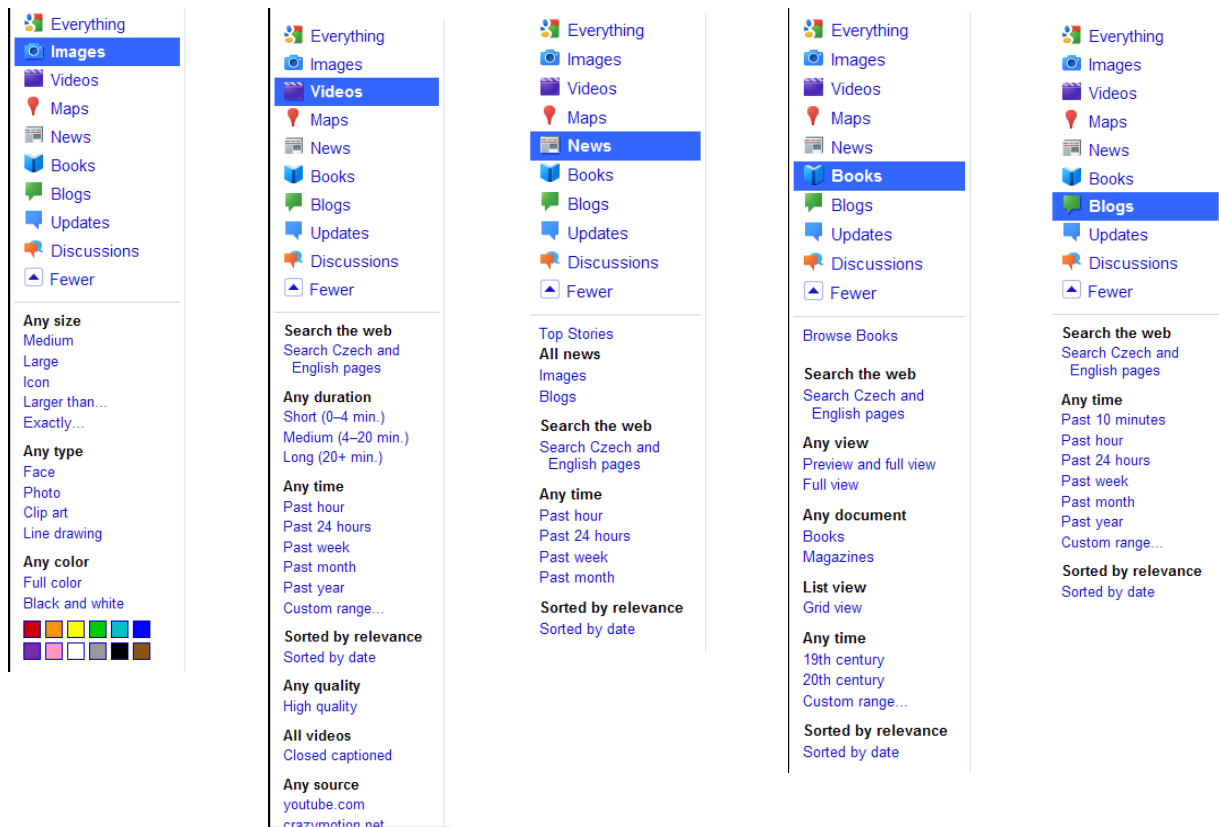 Everything
Images
Videos
Maps
News
Books
Blogs
Updates
Discussions
Fewer
Any size
Medium
Large
Icon
Larger than...
Exactly...
Any type
Face
Photo
Clip art
Line drawing
Any color
Full color
Black and white
Everything
Images
Videos
Maps
News
Books
Blogs
Updates
Discussions
Fewer
Search the web
Search Czech and
English pages
Any duration
Short (0–4 min.)
Medium (4–20 min.)
Long (20+ min.)
Any time
Past hour
Past 24 hours
Past week
Past month
Past year
Custom range...
Sorted by relevance
Sorted by date
Any quality
High quality
All videos
Closed captioned
Any source
youtube.com
crazymotion.net
Everything
Images
Videos
Maps
News
Books
Blogs
Updates
Discussions
Fewer
Top Stories
All news
Images
Blogs
Search the web
Search Czech and
English pages
Any time
Past hour
Past 24 hours
Past week
Past month
Sorted by relevance
Sorted by date
Everything
Images
Videos
Maps
News
Books
Blogs
Updates
Discussions
Fewer
Browse Books
Search the web
Search Czech and
English pages
Any view
Preview and full view
Full view
Any document
Books
Magazines
List view
Grid view
Any time
19th century
20th century
Custom range...
Sorted by relevance
Sorted by date
Everything
Images
Videos
Maps
News
Books
Blogs
Updates
Discussions
Fewer
Search the web
Search Czech and
English pages
Any time
Past 10 minutes
Past hour
Past 24 hours
Past week
Past month
Past year
Custom range...
Sorted by relevance
Sorted by date